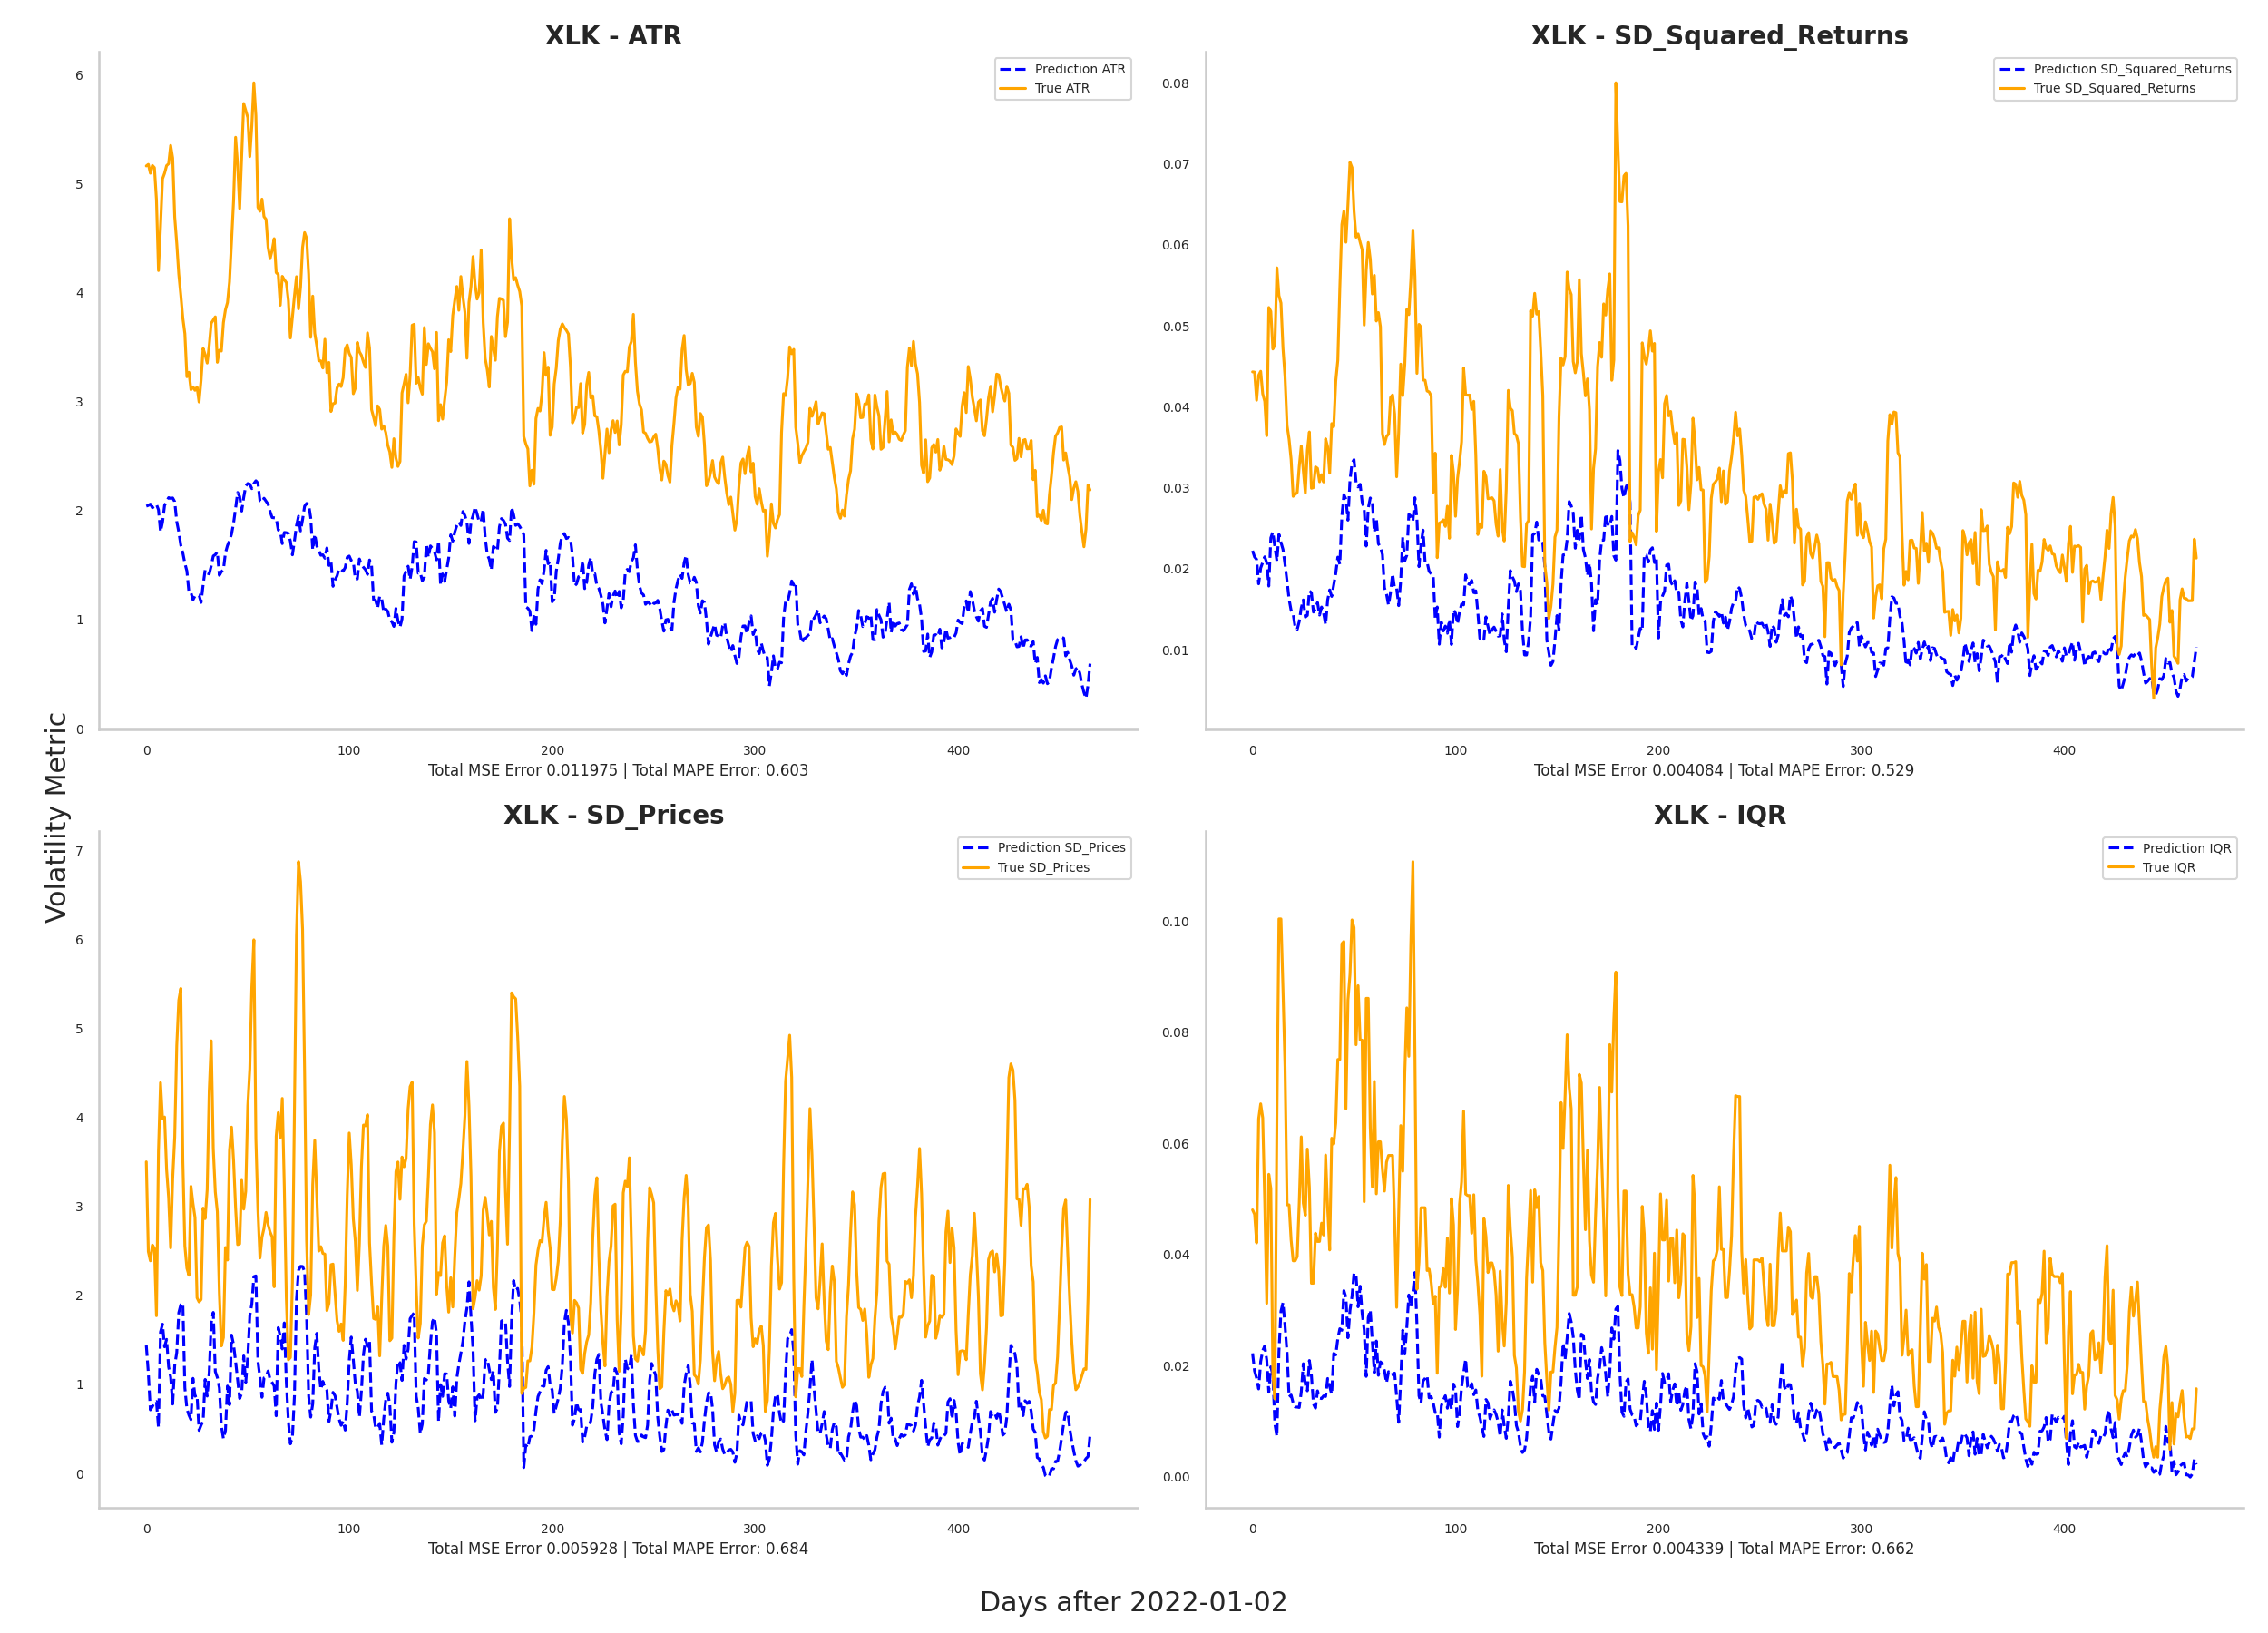 XLK - ATR
Prediction ATR
True ATR
6
5
4
3
2
1
0
0 100 200 300 400
Total MSE Error 0.011975 | Total MAPE Error: 0.603
XLK - SD_Squared_Returns
Prediction SD_Squared_Returns
True SD_Squared_Returns
0.08
0.07
0.06
0.05
0.04
0.03
0.02
0.01
0 100 200 300 400
Total MSE Error 0.004084 | Total MAPE Error: 0.529
Volatility Metric
XLK - SD_Prices
Prediction SD_Prices
True SD_Prices
7
6
5
4
3
2
1
0
0 100 200 300 400
Total MSE Error 0.005928 | Total MAPE Error: 0.684
XLK - IQR
Prediction IQR
True IQR
0.10
0.08
0.06
0.04
0.02
0.00
0 100 200 300 400
Total MSE Error 0.004339 | Total MAPE Error: 0.662
Days after 2022-01-02